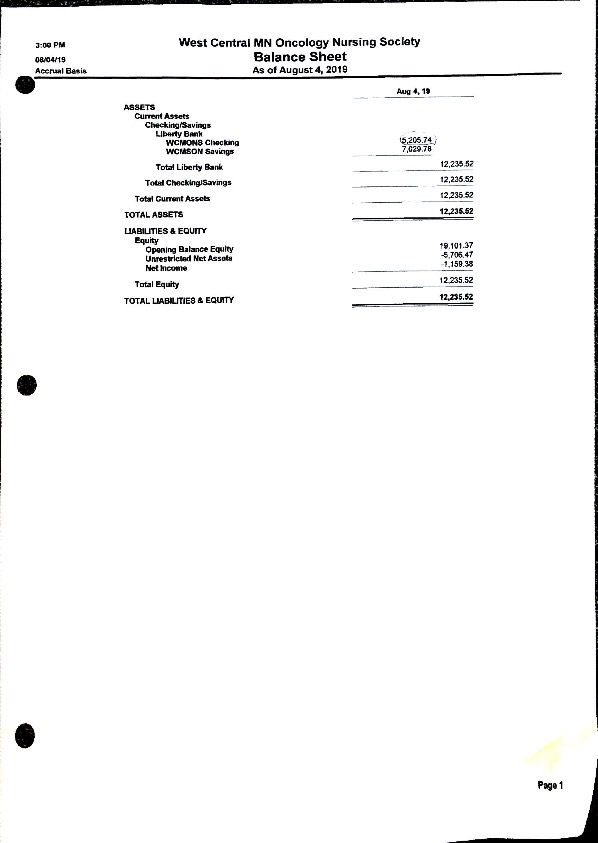 3:00 PM
08/04/19
Accrual Basis
West Central MN Oncology Nursing Society
Balance Sheet
As of August 4, 2019
Aug 4, 19
ASSETS
Current Assets
Checking/Savings
Liberty Bank
WCMONS Checking 5,205.74
WCMSON Savings 7,029.78
Total Liberty Bank 12,235.52
Total Checking/Savings 12,235.52
Total Current Assets 12,235.52
TOTAL ASSETS 12,235.52
LIABILITIES & EQUITY
Equity
Opening Balance Equity 19,101.37
Unrestricted Net Assets -5,706.47
Net Income -1,159.38
Total Equity 12,235.52
TOTAL LIABILITIES & EQUITY 12,235.52
Page 1